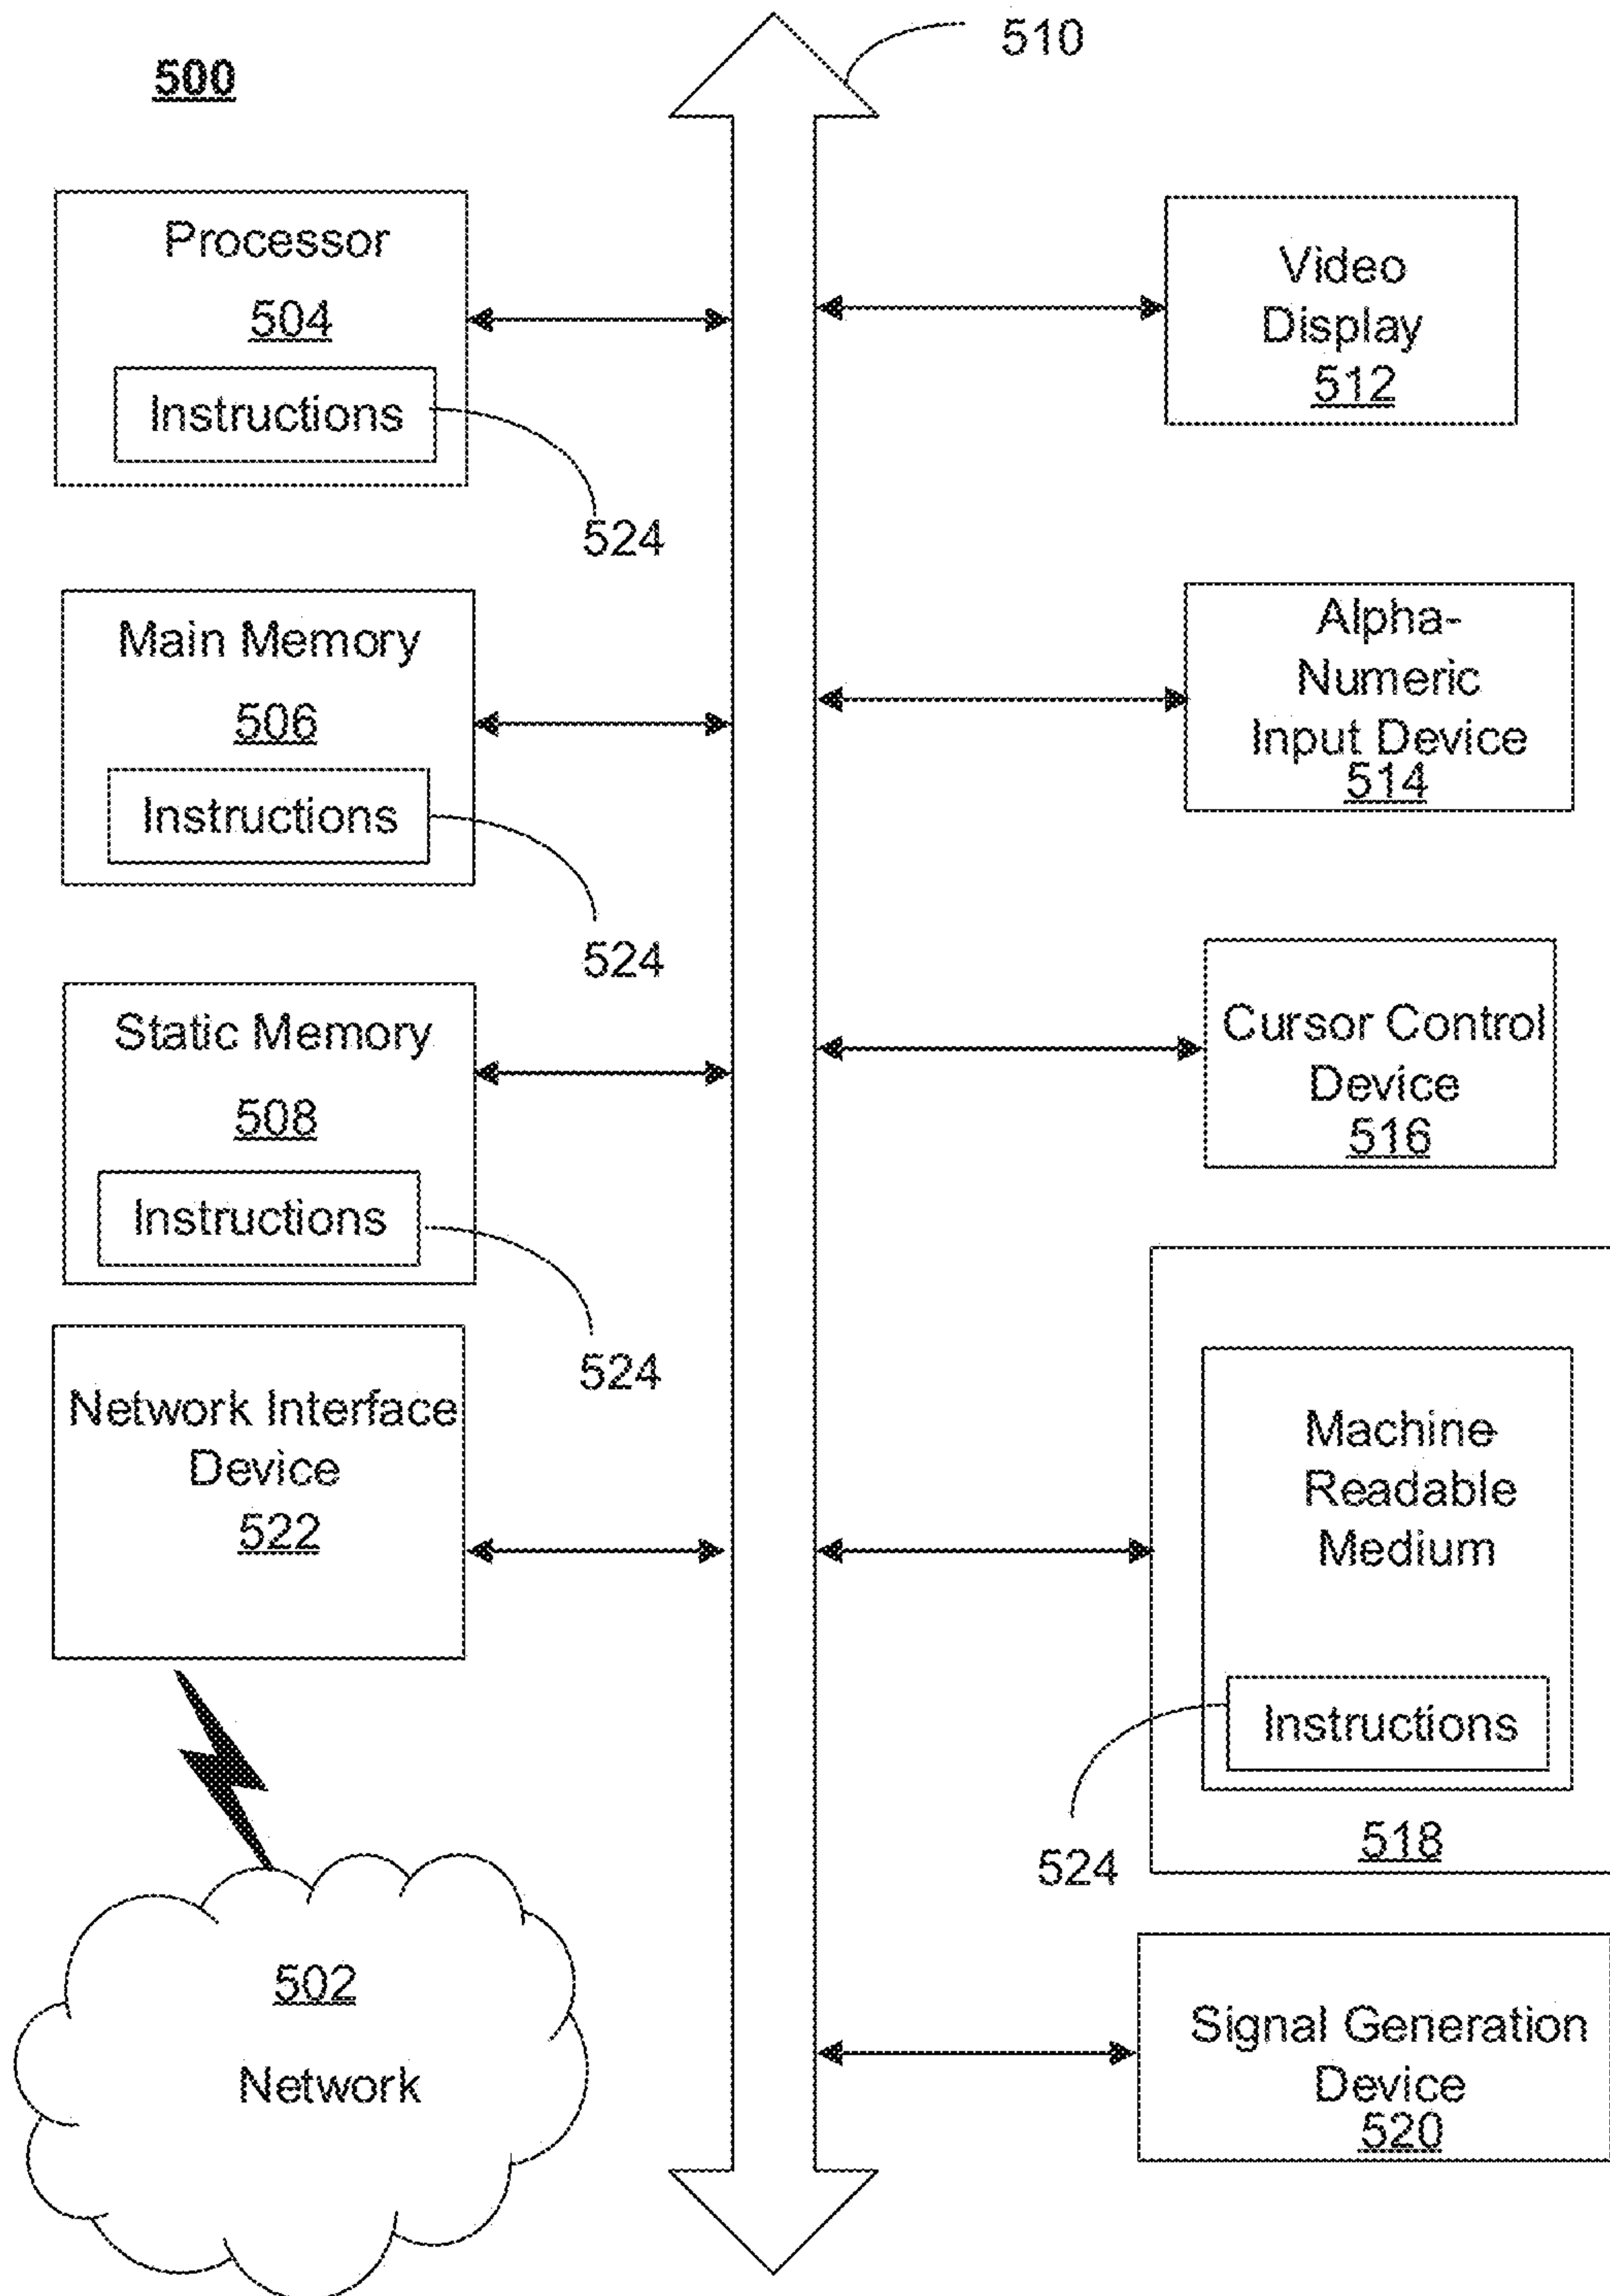 510
500
Processor
504
Instructions
524
Main Memory
506
Instructions
524
Static Memory
508
Instructions
524
Network Interface
Device
522
502
Network
Video
Display
512
Alpha-
Numeric
Input Device
514
Cursor Control
Device
516
Machine-
Readable
Medium
Instructions
524
518
Signal Generation
Device
520